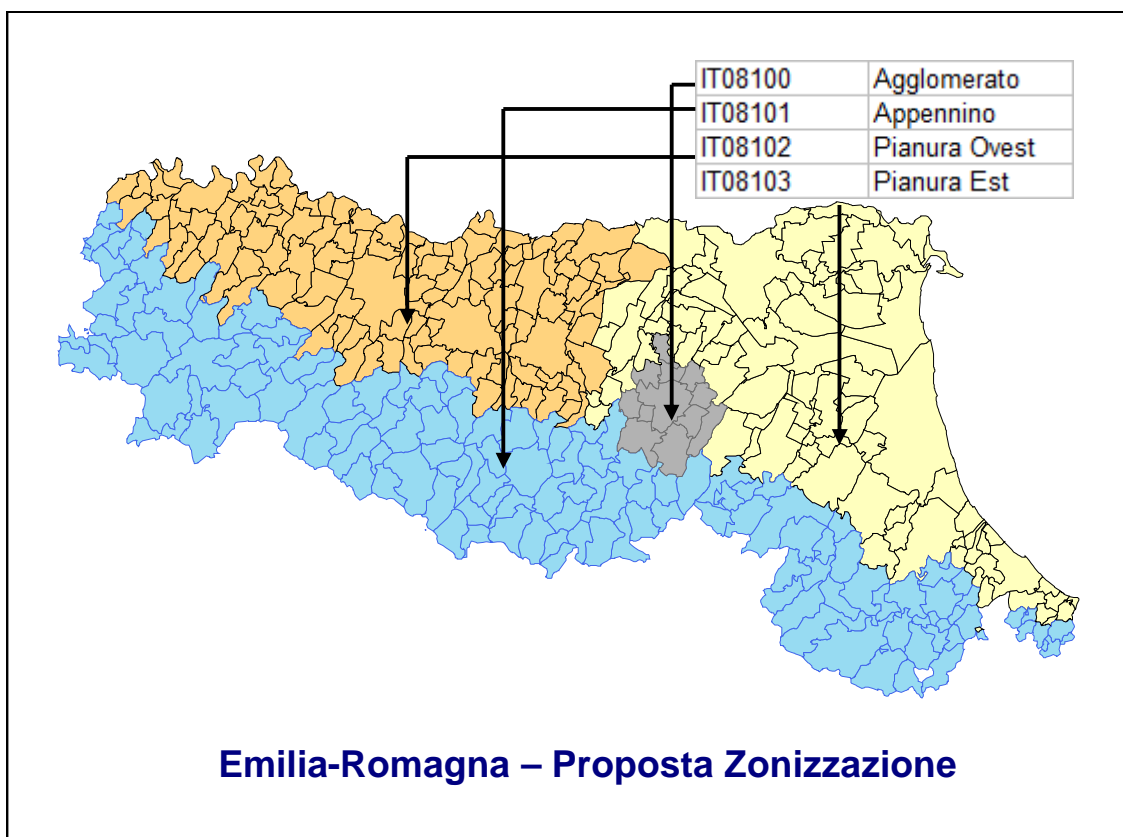 IT08100 Agglomerato
IT08101 Appennino
IT08102 Pianura Ovest
IT08103 Pianura Est
Emilia-Romagna – Proposta Zonizzazione